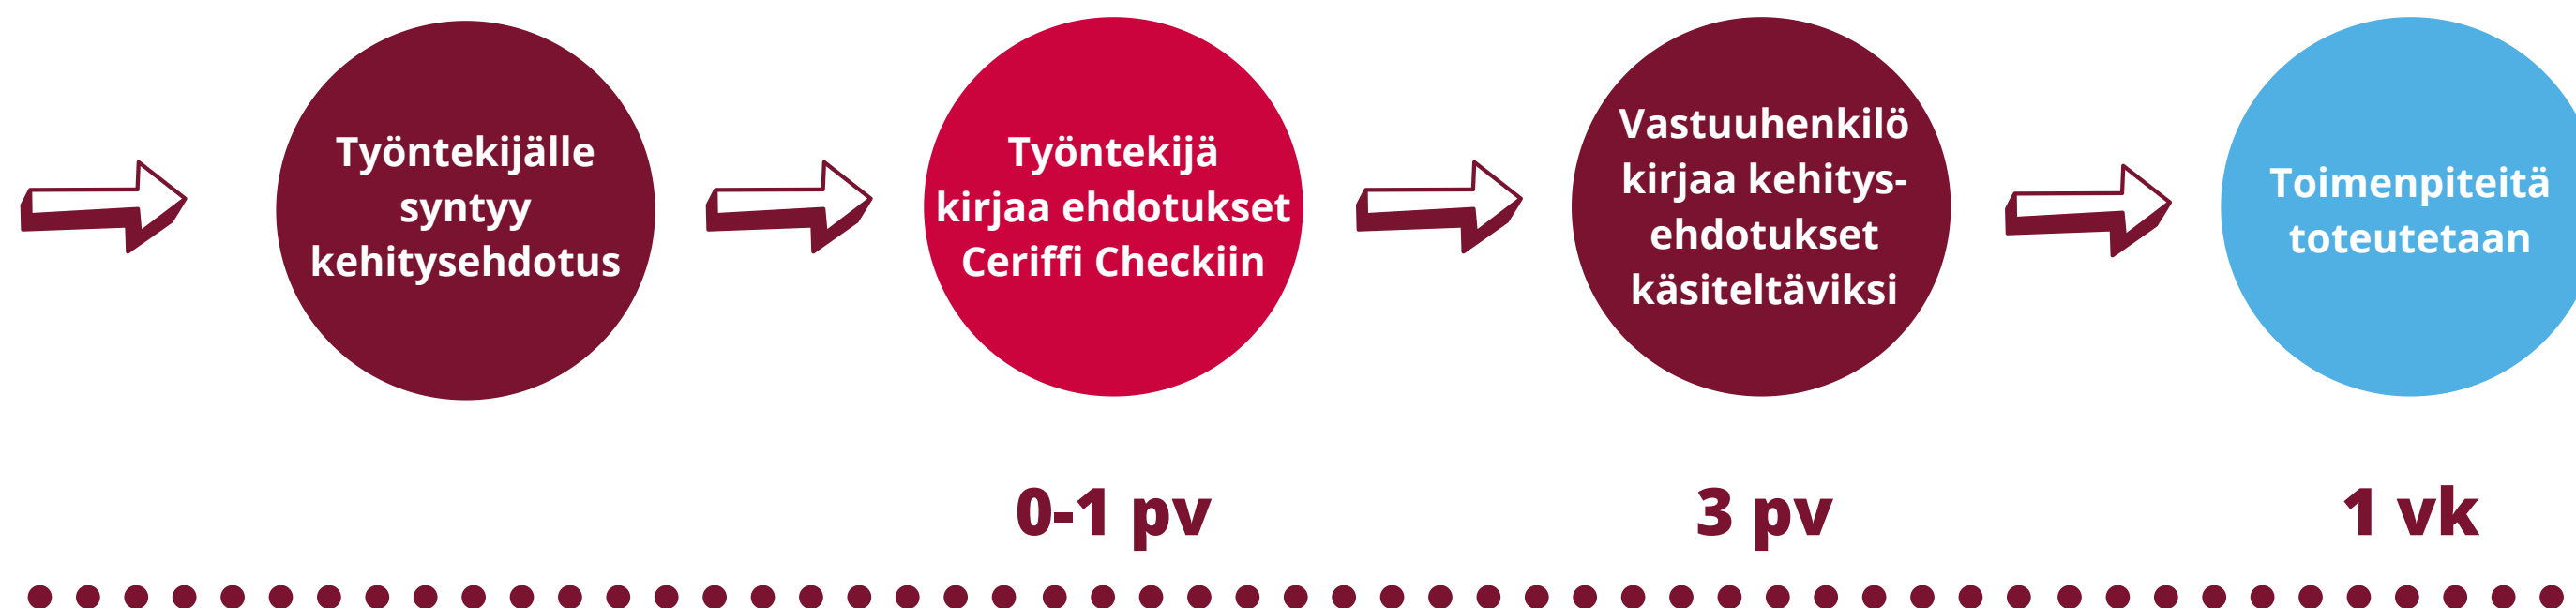 Työntekijälle
syntyy
kehitysehdotus
Työntekijä
kirjaa ehdotukset
Ceriffi Checkiin
Vastuuhenkilö
kirjaa kehitys-
ehdotukset
käsiteltäviksi
Toimenpiteitä
toteutetaan
0-1 pv
3 pv
1 vk